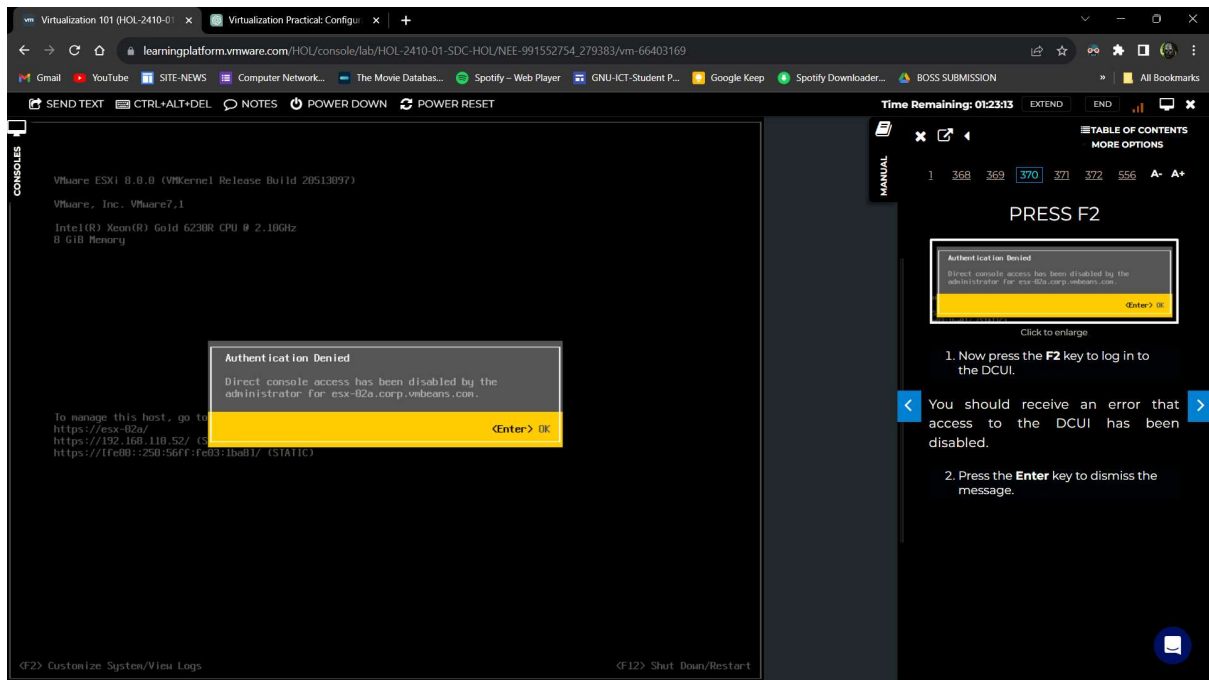 Virtualization 101 (HOL-2410-01
Virtualization Practical: Configur
learningplatform.vmware.com/HOL/console/lab/HOL-2410-01-SDC-HOL/NEE-991552754_279383/vm-66403169
Gmail YouTube SITE-NEWS Computer Network... The Movie Databas... Spotify – Web Player GNU-ICT-Student P... Google Keep Spotify Downloader... BOSS SUBMISSION » All Bookmarks
SEND TEXT CTRL+ALT+DEL NOTES POWER DOWN POWER RESET
Time Remaining: 01:23:13 EXTEND END
CONSOLES
VMware ESXi 8.0.0 (VMKernel Release Build 20513097)
VMware, Inc. VMware7,1
Intel(R) Xeon(R) Gold 6230R CPU @ 2.10GHz
8 GiB Memory
Authentication Denied
Direct console access has been disabled by the
administrator for esx-02a.corp.vmbeans.com.
<Enter> OK
To manage this host, go to
https://esx-02a/
https://192.168.110.52/ (S
https://[fe80::250:56ff:fe03:1ba8]/ (STATIC)
<F2> Customize System/View Logs
<F12> Shut Down/Restart
MANUAL
TABLE OF CONTENTS
MORE OPTIONS
1 368 369 370 371 372 556 A- A+
PRESS F2
Authentication Denied
Direct console access has been disabled by the
administrator for esx-02a.corp.vmbeans.com.
<Enter> OK
Click to enlarge
1. Now press the F2 key to log in to
the DCUI.
You should receive an error that
access to the DCUI has been
disabled.
2. Press the Enter key to dismiss the
message.